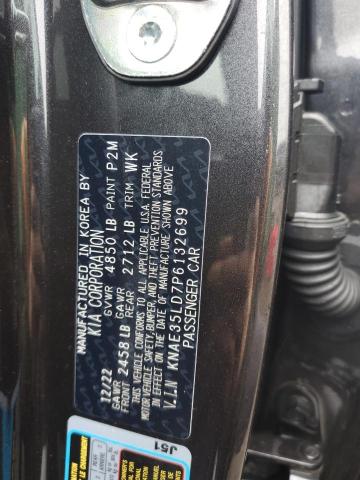 MANUFACTURED IN KOREA BY
KIA CORPORATION
12/22 GVWR 4850 LB PAINT P2M
GAWR GAWR
FRONT 2458 LB REAR 2712 LB TRIM WK
THIS VEHICLE CONFORMS TO ALL APPLICABLE U.S.A. FEDERAL
MOTOR VEHICLE SAFETY, BUMPER, AND THEFT PREVENTION STANDARDS
IN EFFECT ON THE DATE OF MANUFACTURE SHOWN ABOVE
V.I.N KNAE35LD7P6132699
PASSENGER CAR
J51